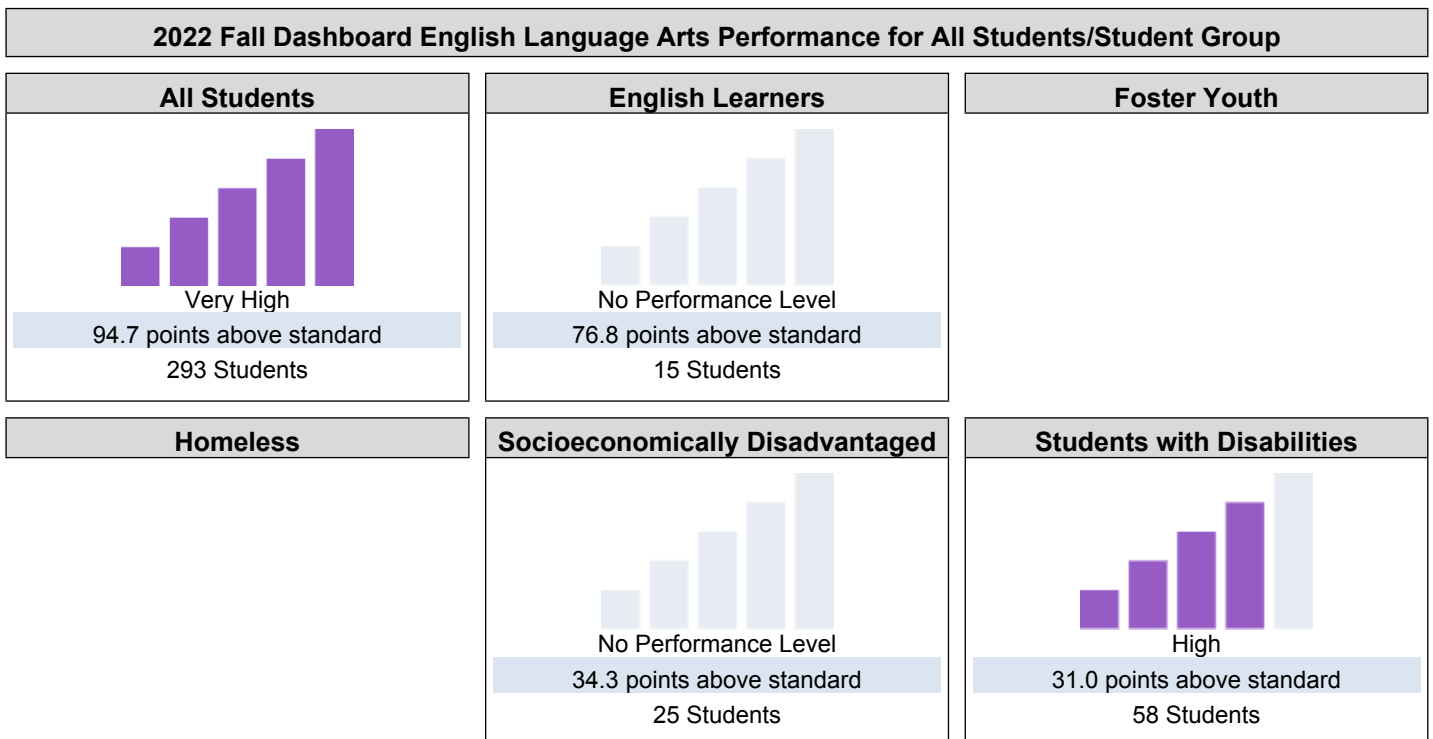 2022 Fall Dashboard English Language Arts Performance for All Students/Student Group
All Students
Very High
94.7 points above standard
293 Students
English Learners
No Performance Level
76.8 points above standard
15 Students
Foster Youth
Homeless
Socioeconomically Disadvantaged
No Performance Level
34.3 points above standard
25 Students
Students with Disabilities
High
31.0 points above standard
58 Students